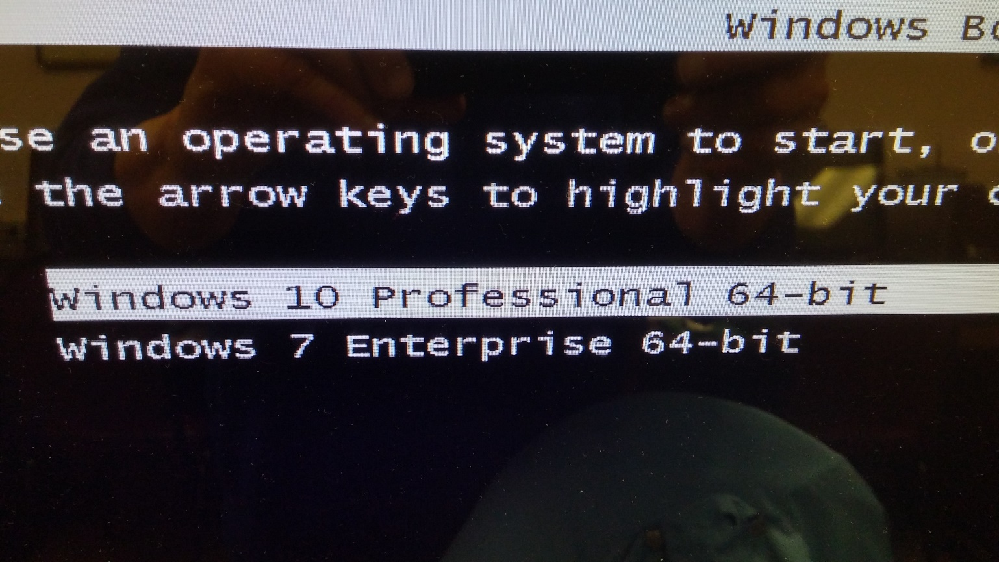 Windows Bo
se an operating system to start, o
the arrow keys to highlight your
Windows 10 Professional 64-bit
Windows 7 Enterprise 64-bit